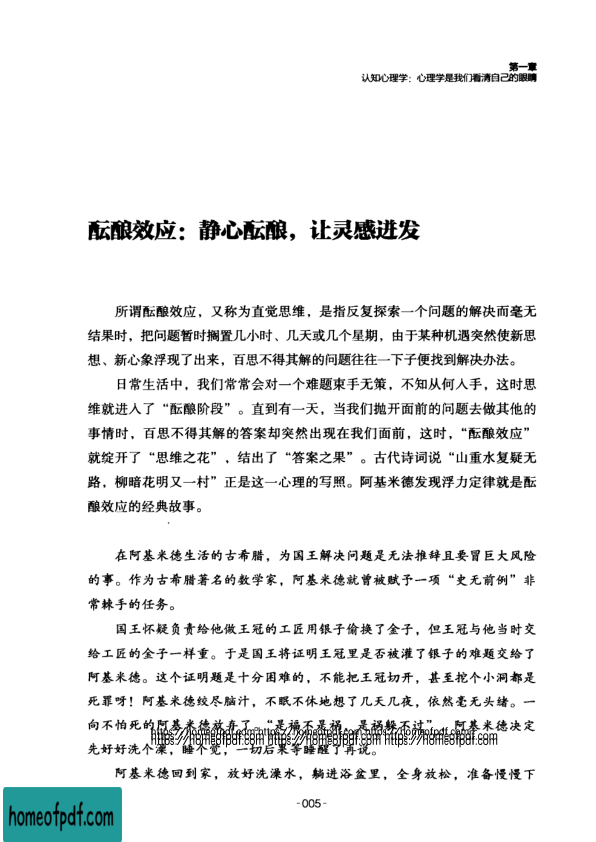 第一章
认知心理学：心理学是我们看清自己的眼睛
酝酿效应：静心酝酿，让灵感迸发
所谓酝酿效应，又称为直觉思维，是指反复探索一个问题的解决而毫无
结果时，把问题暂时搁置几小时、几天或几个星期，由于某种机遇突然使新思
想、新心象浮现了出来，百思不得其解的问题往往一下子便找到解决办法。
日常生活中，我们常常会对一个难题束手无策，不知从何入手，这时思
维就进入了“酝酿阶段”。直到有一天，当我们抛开面前的问题去做其他的
事情时，百思不得其解的答案却突然出现在我们面前，这时，“酝酿效应”
就绽开了“思维之花”，结出了“答案之果”。古代诗词说“山重水复疑无
路，柳暗花明又一村”正是这一心理的写照。阿基米德发现浮力定律就是酝
酿效应的经典故事。
在阿基米德生活的古希腊，为国王解决问题是无法推辞且要冒巨大风险
的事。作为古希腊著名的数学家，阿基米德就曾被赋予一项“史无前例”非
常棘手的任务。
国王怀疑负责给他做王冠的工匠用银子偷换了金子，但王冠与他当时交
给工匠的金子一样重。于是国王将证明王冠里是否被灌了银子的难题交给了
阿基米德。这个证明题是十分困难的，不能把王冠切开，甚至挖个小洞都是
死罪呀！阿基米德绞尽脑汁，不眠不休地想了几天几夜，依然毫无头绪。一
向不怕死的阿基米德放弃了，“是福不是祸，是祸躲不过”，阿基米德决定
https://homeofpdf.com https://homeofpdf.com https://homeofpdf.com
https://homeofpdf.com https://homeofpdf.com https://homeofpdf.com
先好好洗个澡，睡个觉，一切后果等睡醒了再说。
阿基米德回到家，放好洗澡水，躺进浴盆里，全身放松，准备慢慢下
-005-
homeofpdf.com